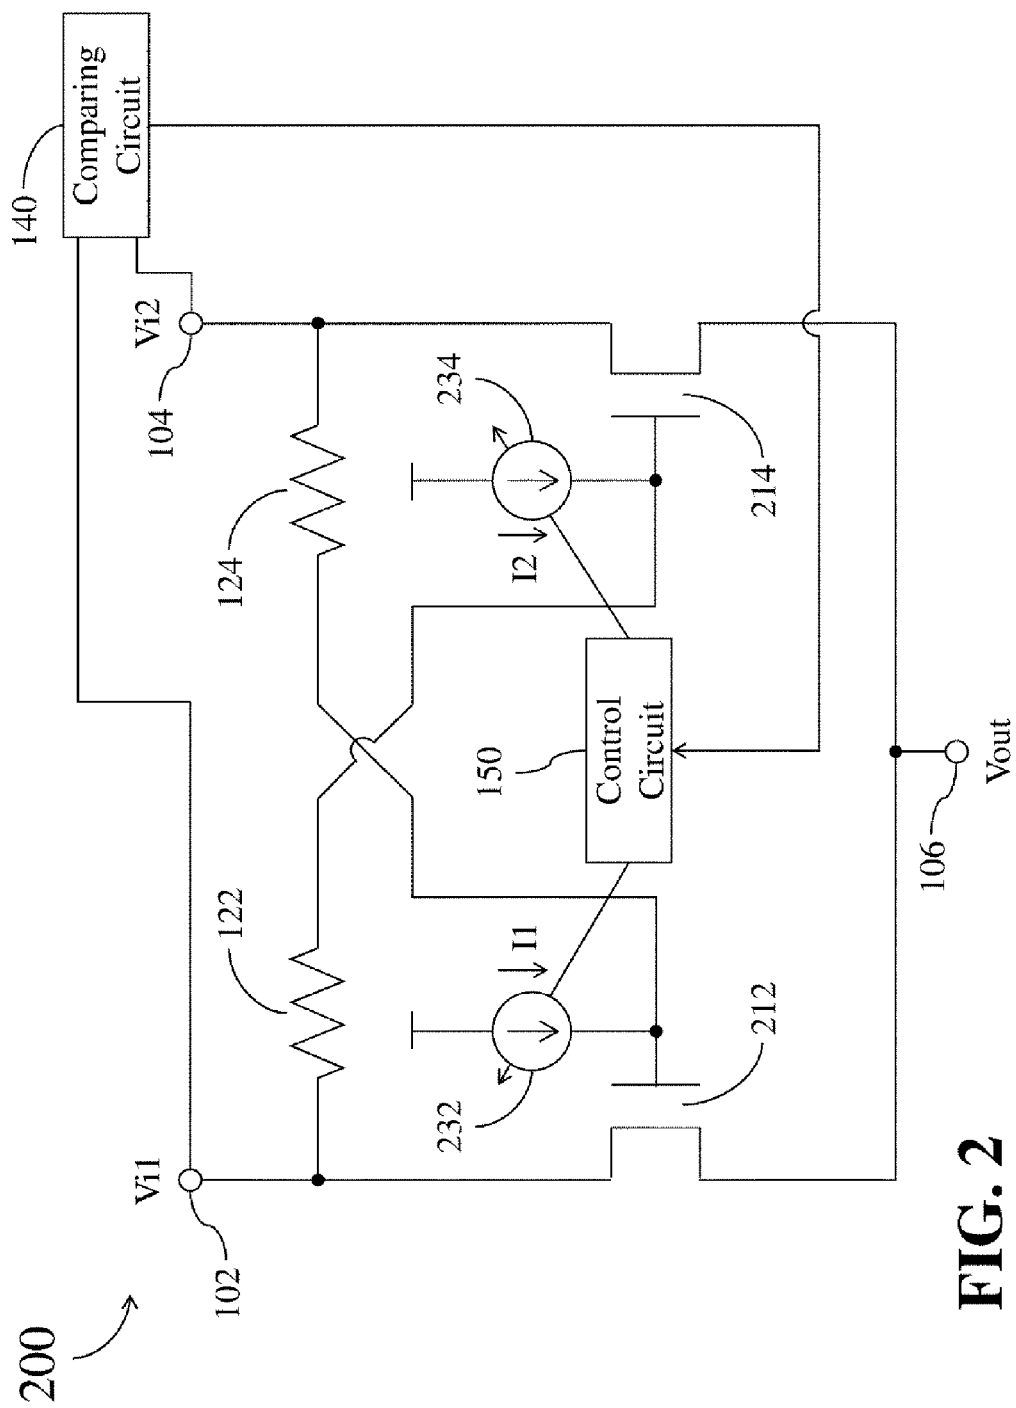 200
Vi1
102
Vi2
104
140
Comparing
Circuit
122
124
232
I1
I2
234
150
Control
Circuit
212
214
106
Vout
FIG. 2